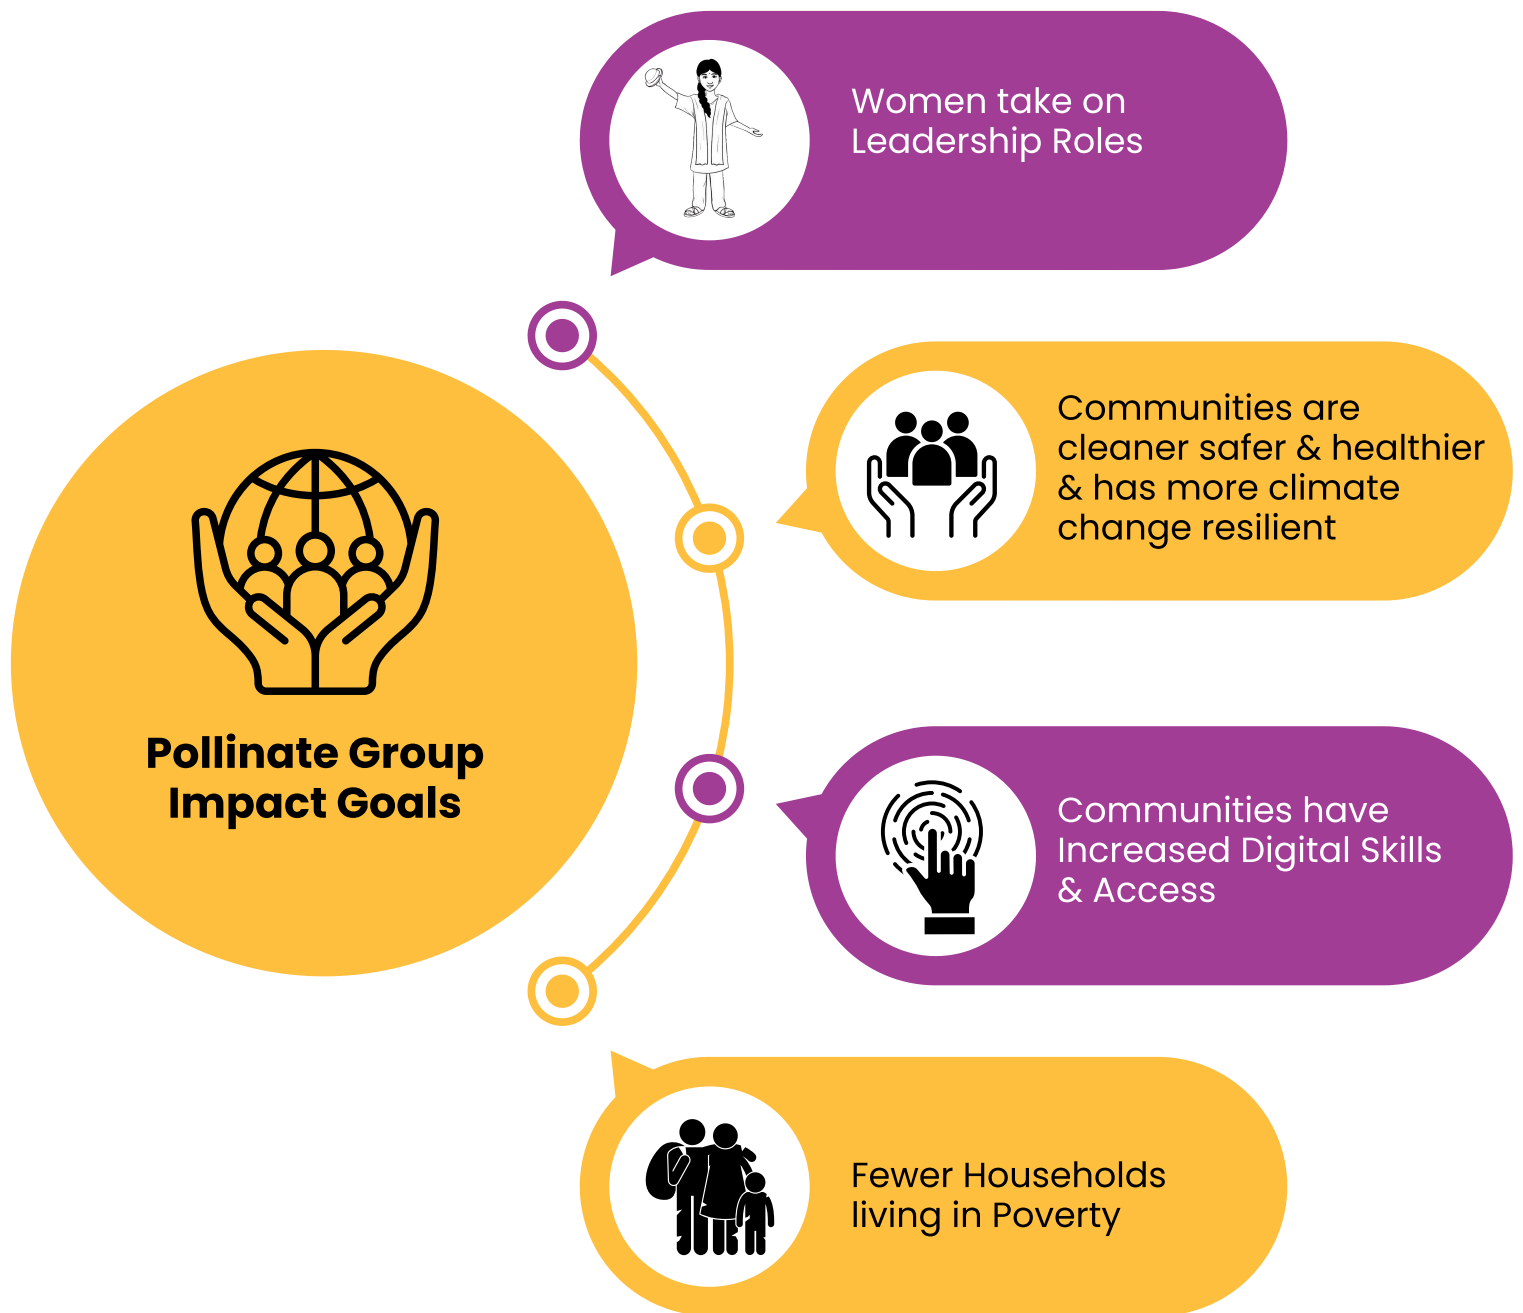 Women take on
Leadership Roles
Communities are
cleaner safer & healthier
& has more climate
change resilient
Pollinate Group
Impact Goals
Communities have
Increased Digital Skills
& Access
Fewer Households
living in Poverty